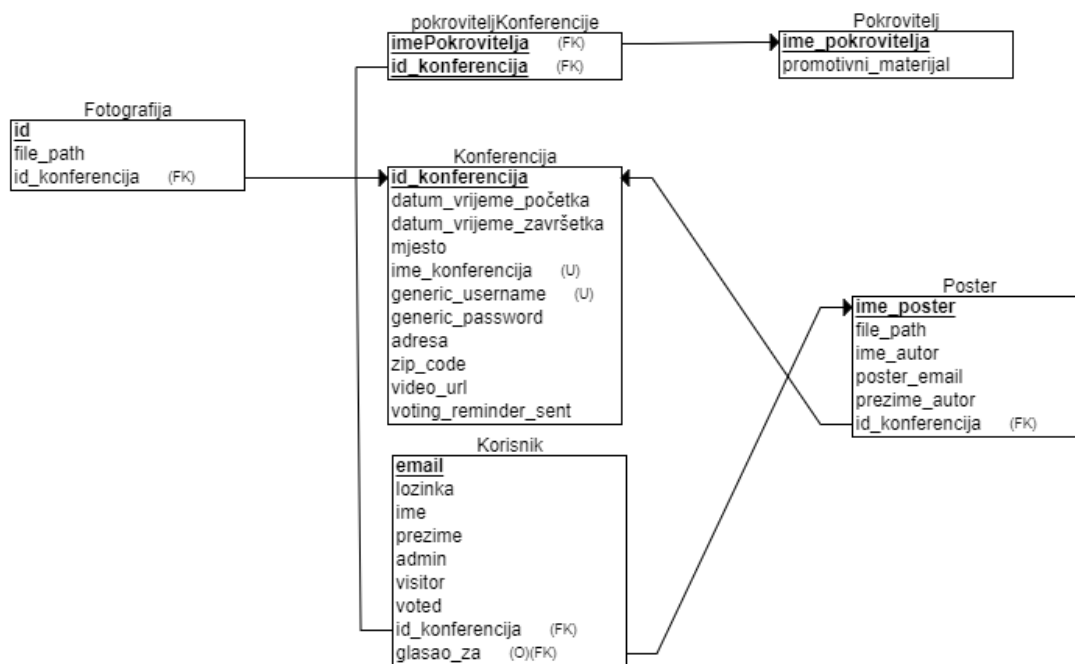 pokroviteljKonferencije
imePokrovitelja (FK)
id_konferencija (FK)
Pokrovitelj
ime_pokrovitelja
promotivni_materijal
Fotografija
id
file_path
id_konferencija (FK)
Konferencija
id_konferencija
datum_vrijeme_početka
datum_vrijeme_završetka
mjesto
ime_konferencija (U)
generic_username (U)
generic_password
adresa
zip_code
video_url
voting_reminder_sent
Poster
ime_poster
file_path
ime_autor
poster_email
prezime_autor
id_konferencija (FK)
Korisnik
email
lozinka
ime
prezime
admin
visitor
voted
id_konferencija (FK)
glasao_za (O)(FK)